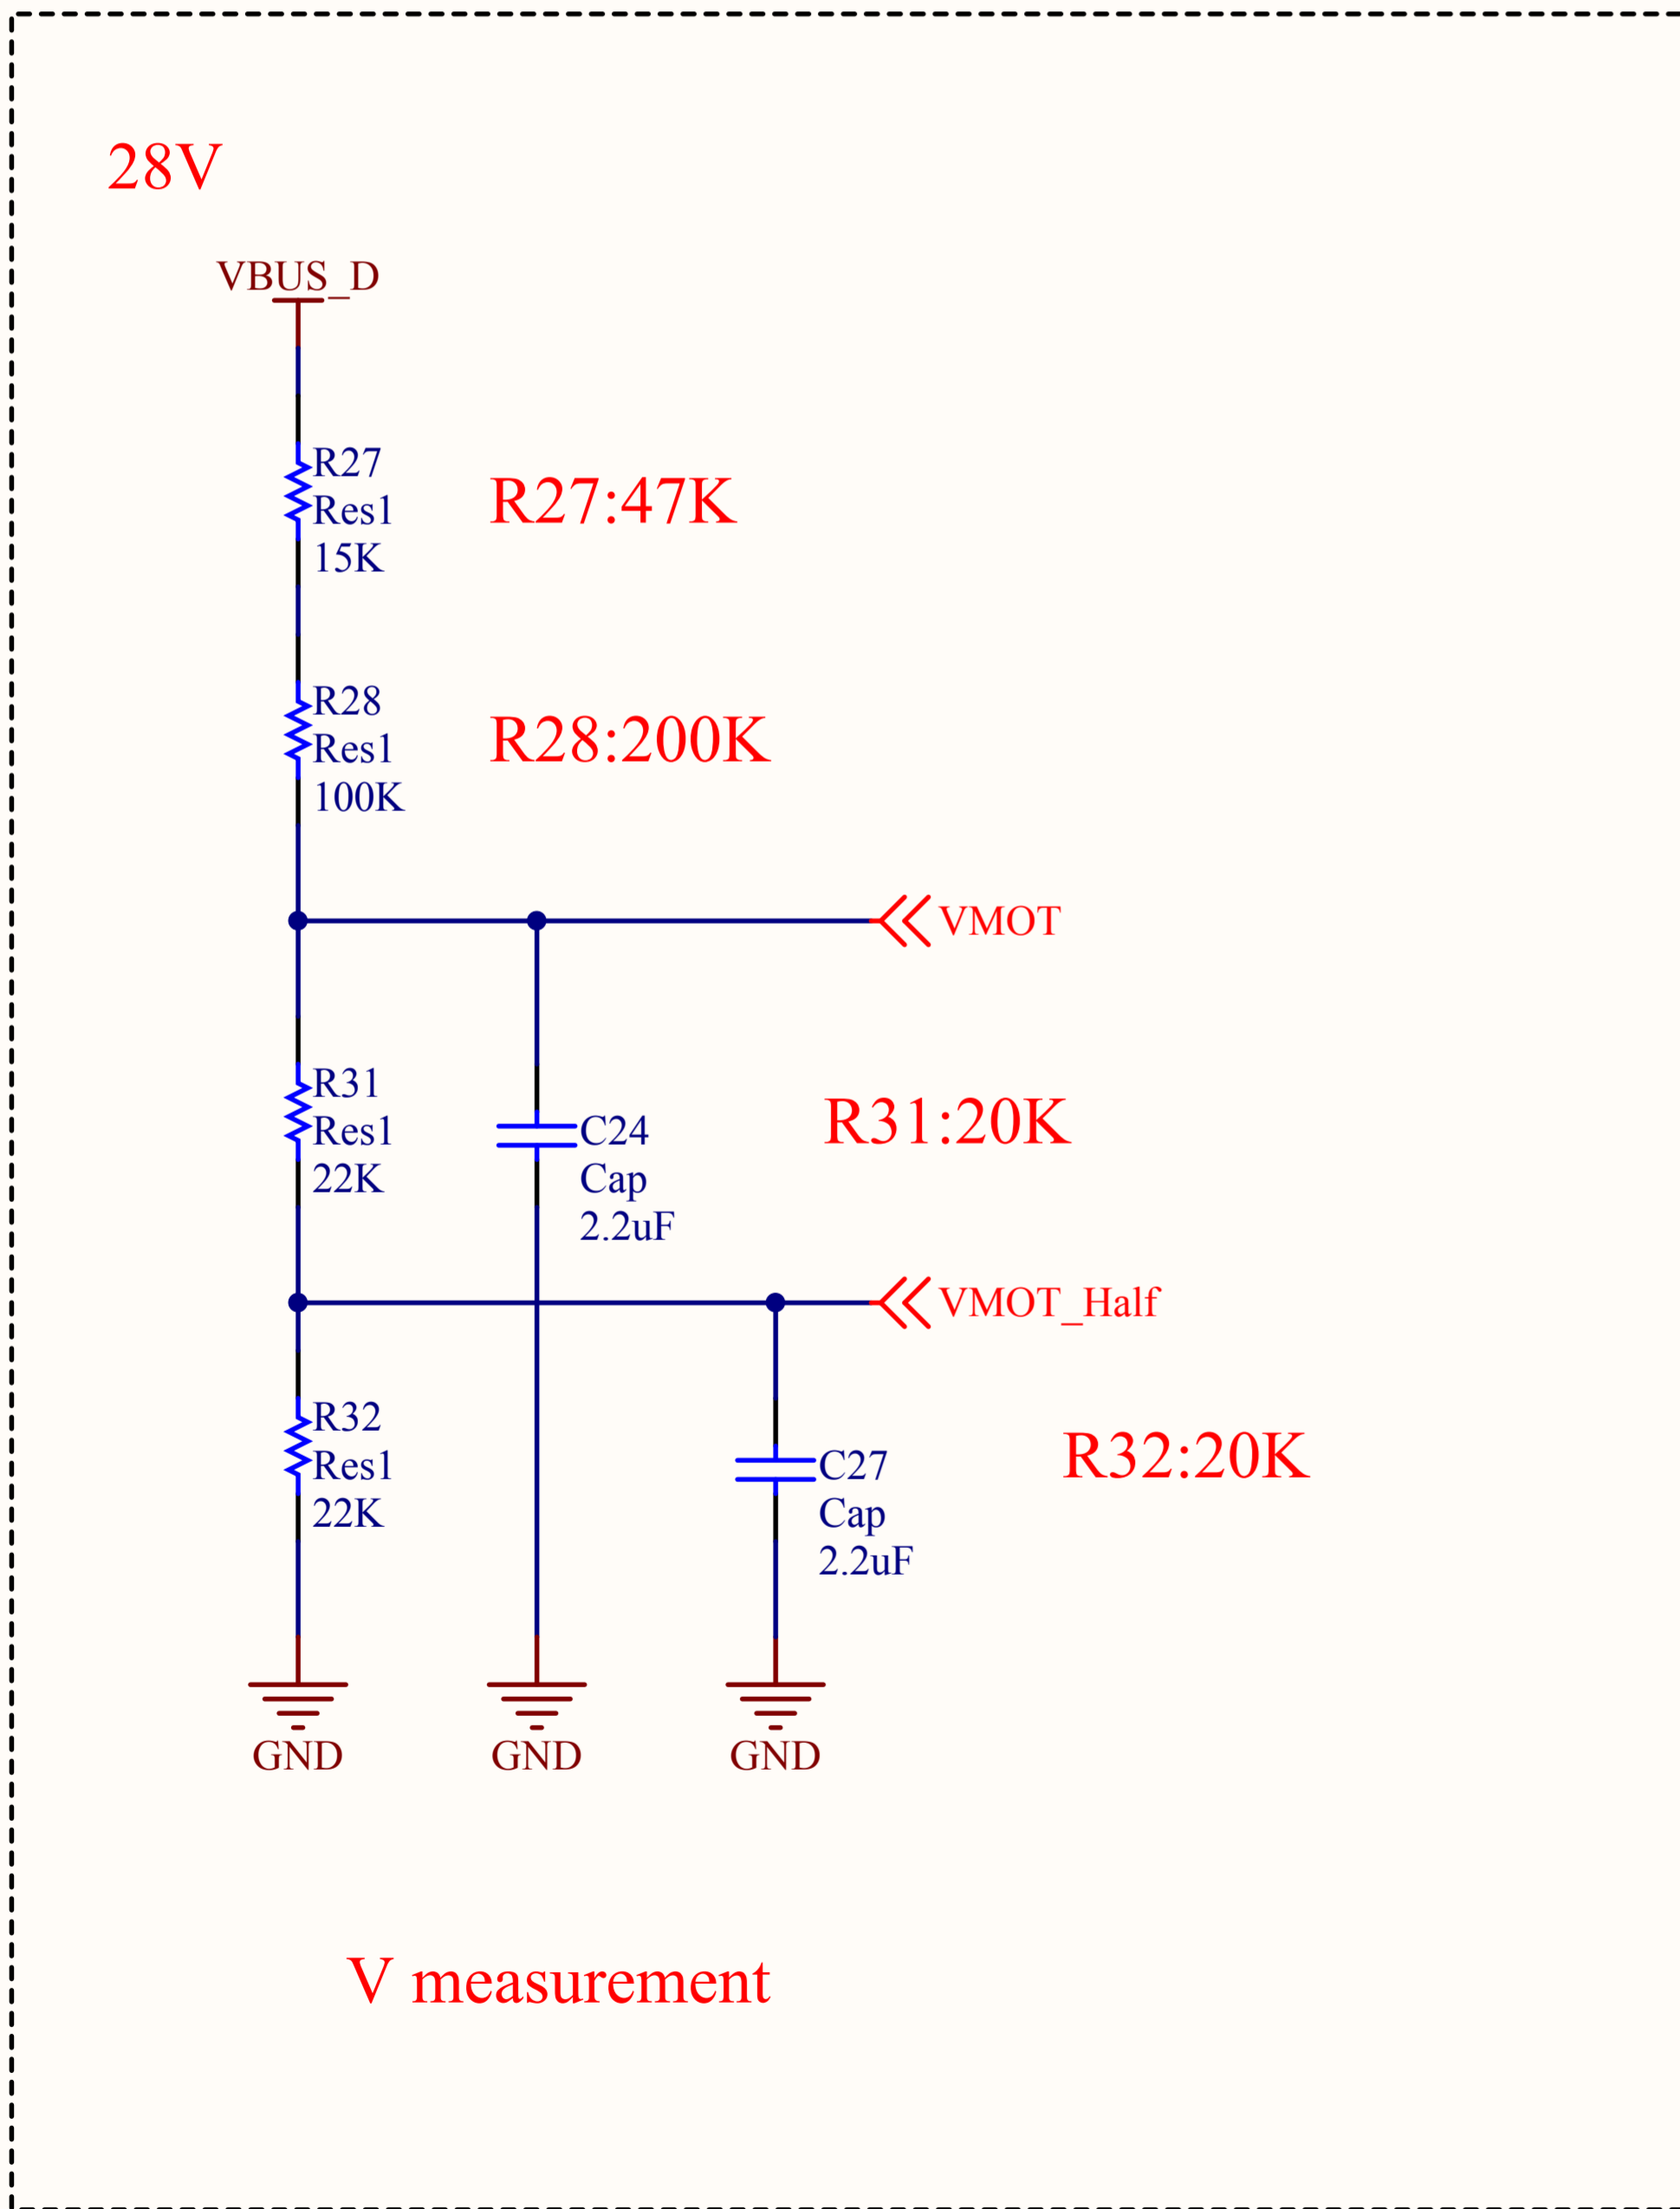 28V
VBUS_D
R27
Res1
15K
R27:47K
R28
Res1
100K
R28:200K
VMOT
R31
Res1
22K
C24
Cap
2.2uF
R31:20K
VMOT_Half
R32
Res1
22K
C27
Cap
2.2uF
R32:20K
GND
GND
GND
V measurement